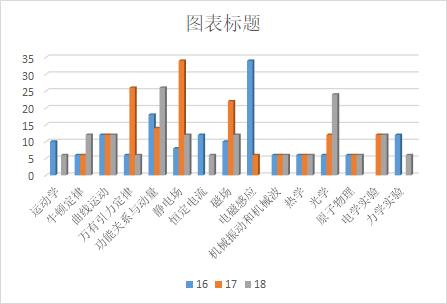 图表标题
35
30
25
20
15
10
5
0
运动学
牛顿定律
曲线运动
万有引力定律
功能关系与动量
静电场
恒定电流
磁场
电磁感应
机械振动和机械波
热学
光学
原子物理
电学实验
力学实验
16 17 18